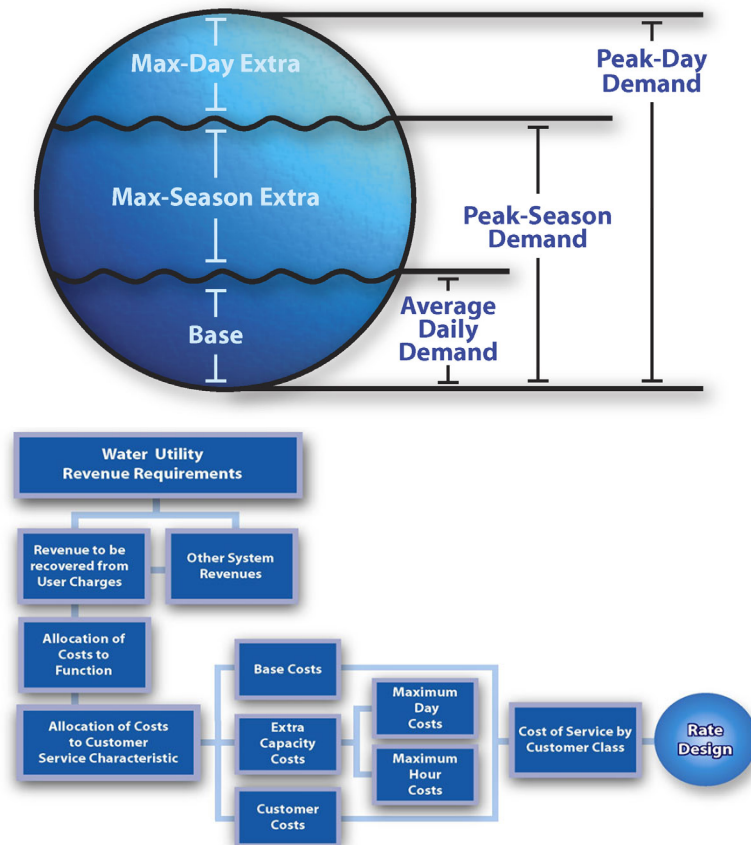 Max-Day Extra
Max-Season Extra
Base
Peak-Day
Demand
Peak-Season
Demand
Average
Daily
Demand
Water Utility
Revenue Requirements
Revenue to be
recovered from
User Charges
Other System
Revenues
Allocation of
Costs to
Function
Allocation of Costs
to Customer
Service Characteristic
Base Costs
Extra
Capacity
Costs
Customer
Costs
Maximum
Day
Costs
Maximum
Hour
Costs
Cost of Service by
Customer Class
Rate
Design